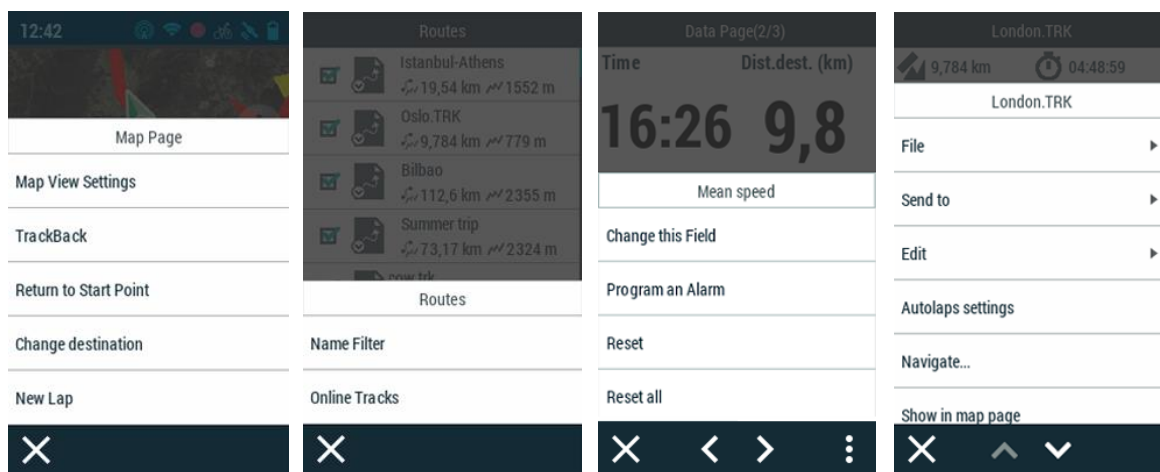 12:42
Map Page
Map View Settings
TrackBack
Return to Start Point
Change destination
New Lap
Routes
Istanbul-Athens
19,54 km 1552 m
Oslo.TRK
9,784 km 779 m
Bilbao
112,6 km 2355 m
Summer trip
73,17 km 2324 m
cow.trk
Routes
Name Filter
Online Tracks
Data Page(2/3)
Time Dist.dest. (km)
16:26 9,8
Mean speed
Change this Field
Program an Alarm
Reset
Reset all
London.TRK
9,784 km 04:48:59
London.TRK
File
Send to
Edit
Autolaps settings
Navigate...
Show in map page